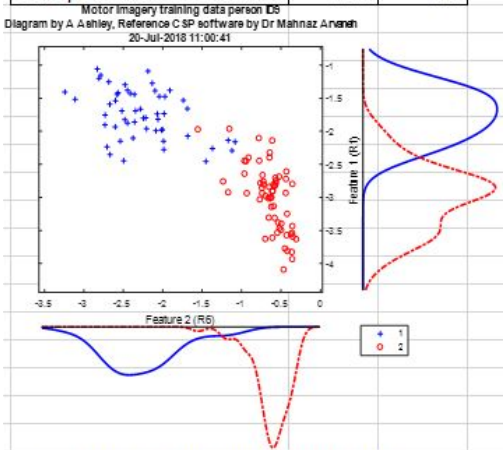 Motor imagery training data person ID5
Diagram by A Ashley, Reference CSP software by Dr Mahnaz Arvaneh
20-Jul-2018 11:00:41
-1
-1.5
-2
-2.5
-3
-3.5
-4
Feature 1 (R1)
-3.5 -3 -2.5 -2 -1.5 -1 -0.5 0
Feature 2 (R6)
1
2